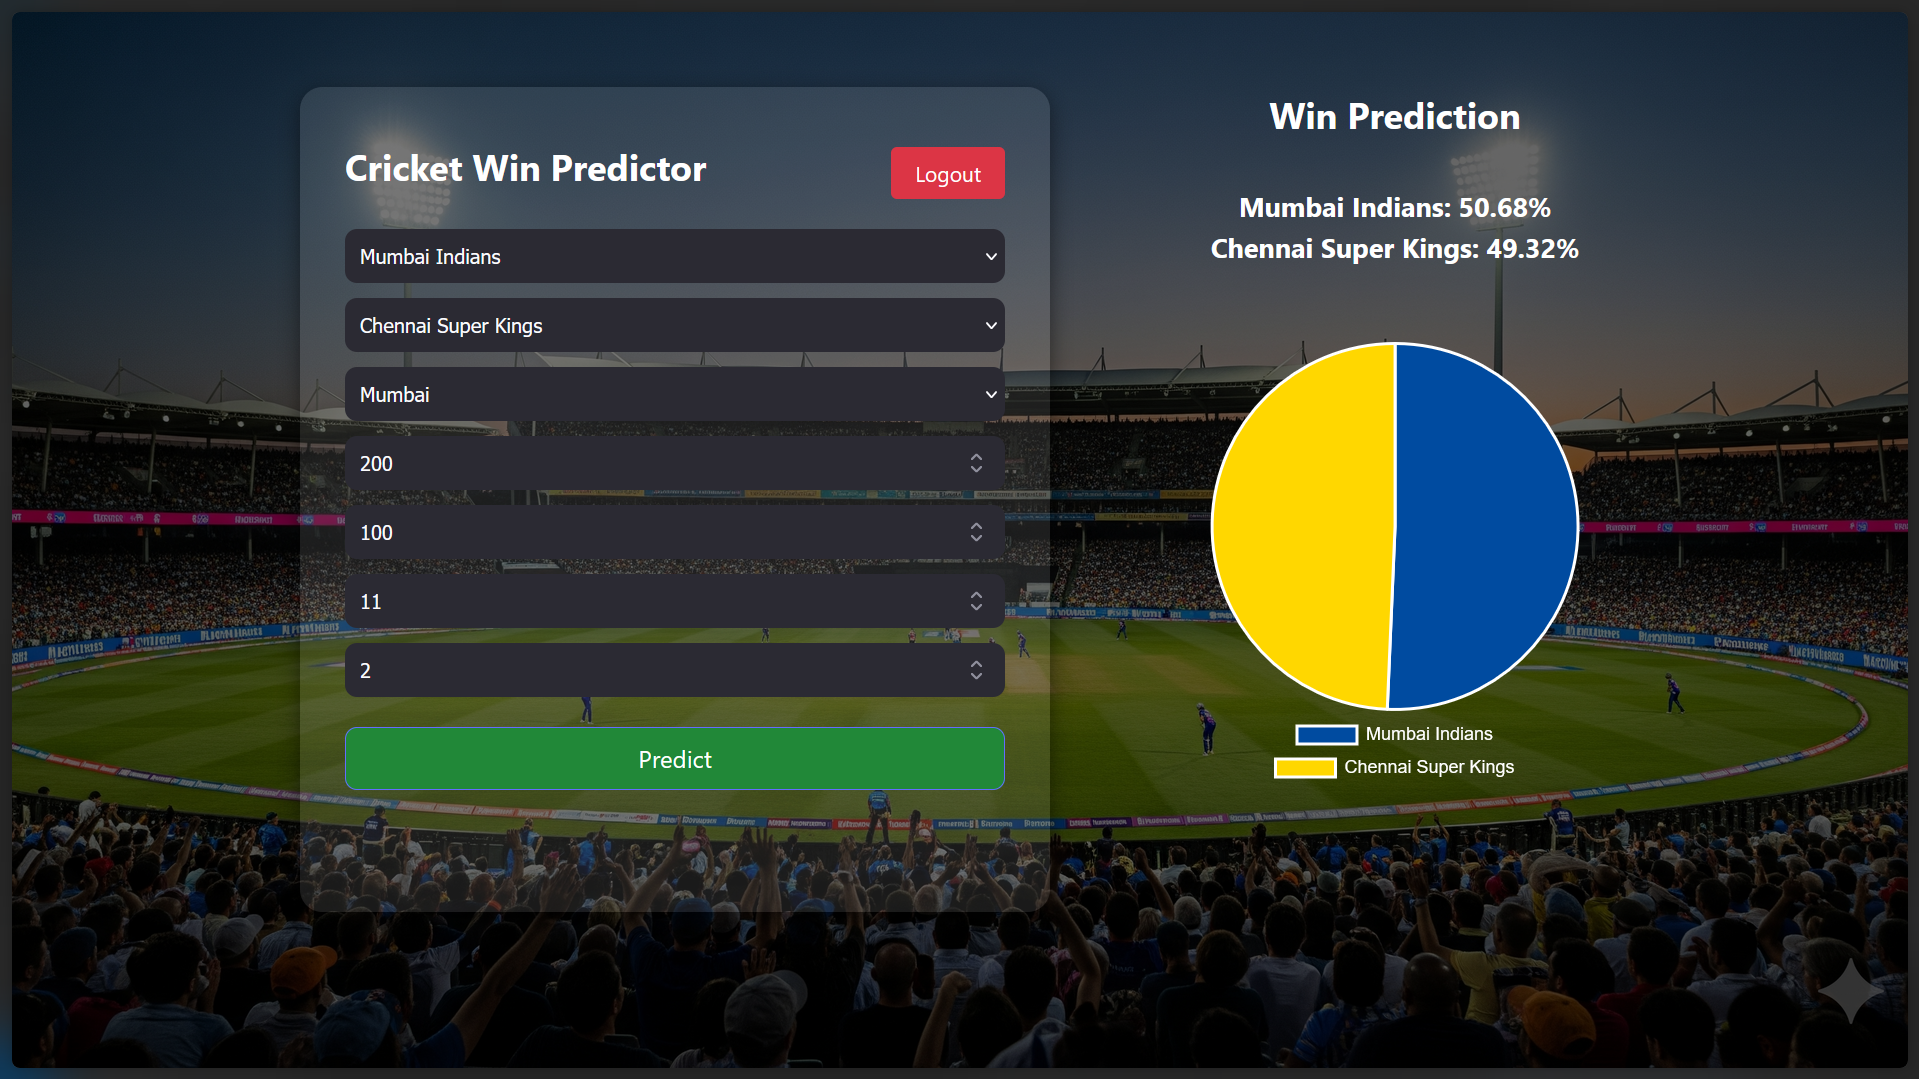 Cricket Win Predictor
Logout
Mumbai Indians
Chennai Super Kings
Mumbai
200
100
11
2
Predict
Win Prediction
Mumbai Indians: 50.68%
Chennai Super Kings: 49.32%
Mumbai Indians
Chennai Super Kings